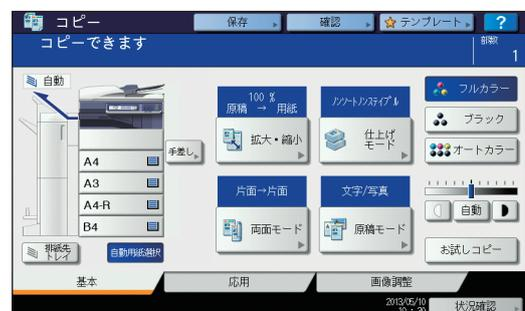 コピー
保存
確認
テンプレート
?
コピーできます
部数
1
自動
100 %
原稿 → 用紙
ノンソートノンステイプル
フルカラー
拡大・縮小
仕上げ
モード
ブラック
手差し
オートカラー
A4
A3
A4-R
B4
片面→片面
文字/写真
両面モード
原稿モード
自動
排紙先
トレイ
自動用紙選択
お試しコピー
基本
応用
画像調整
2013/05/10
10 : 30
状況確認